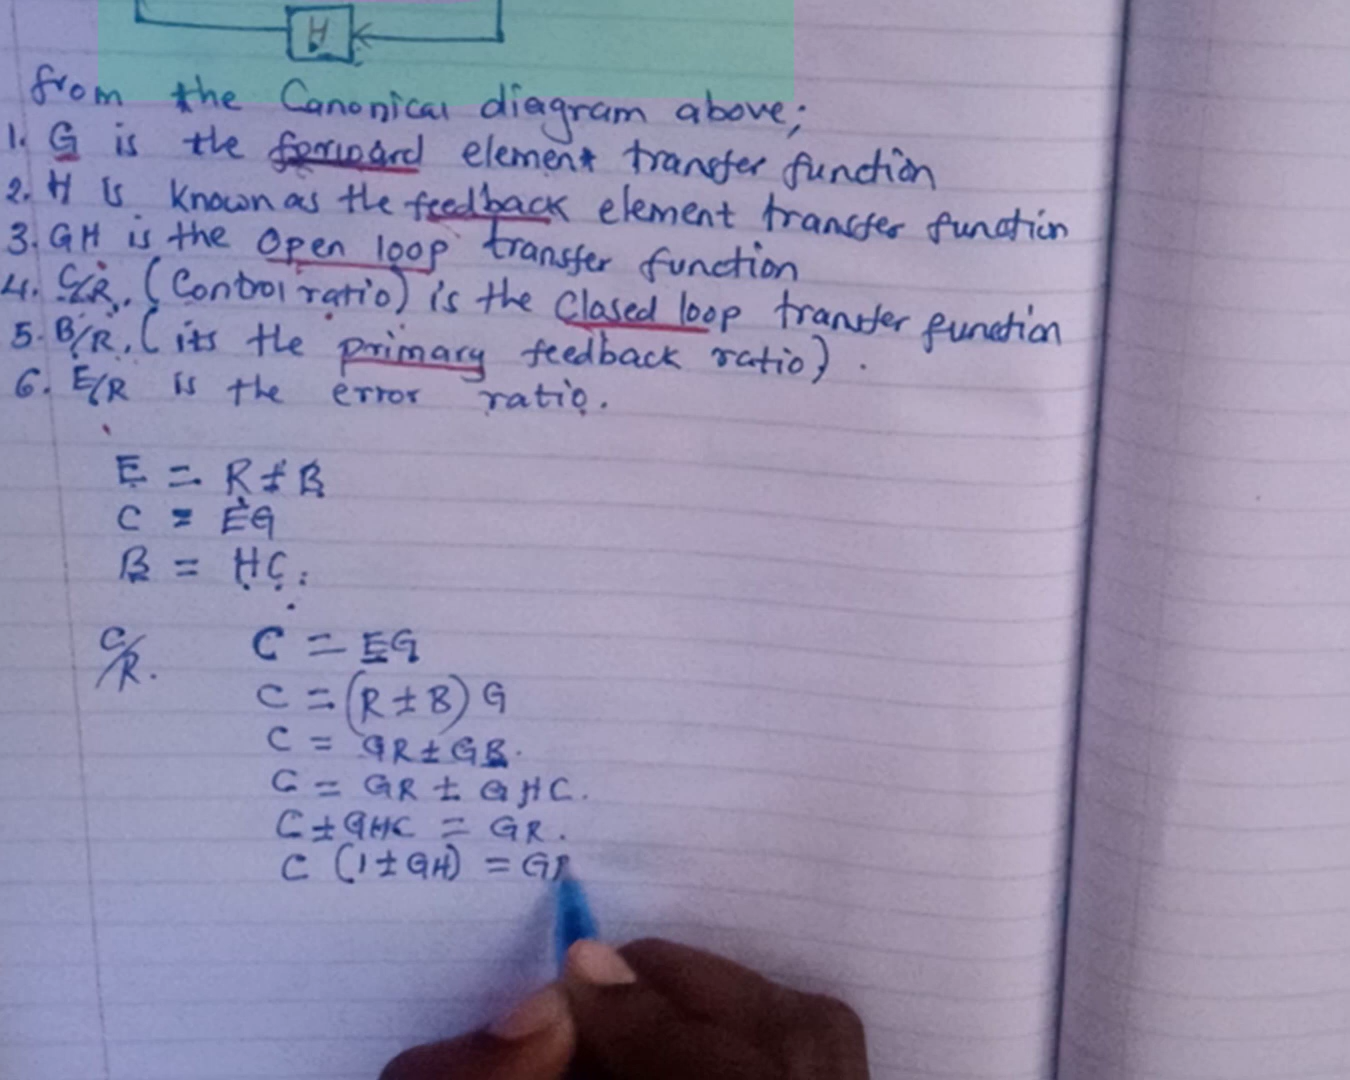 H
from the Canonical diagram above;
1. G is the forward element transfer function
2. H is known as the feedback element transfer function
3. GH is the open loop transfer function
4. C/R, (Control ratio) is the Closed loop transfer function
5. B/R, (its the primary feedback ratio).
6. E/R is the error ratio.
E = R ± B
C = EG
B = HC.
C/R. C = EG
C = (R ± B) G
C = GR ± GB.
C = GR ± GHC.
C ± GHC = GR.
C (1 ± GH) = GR